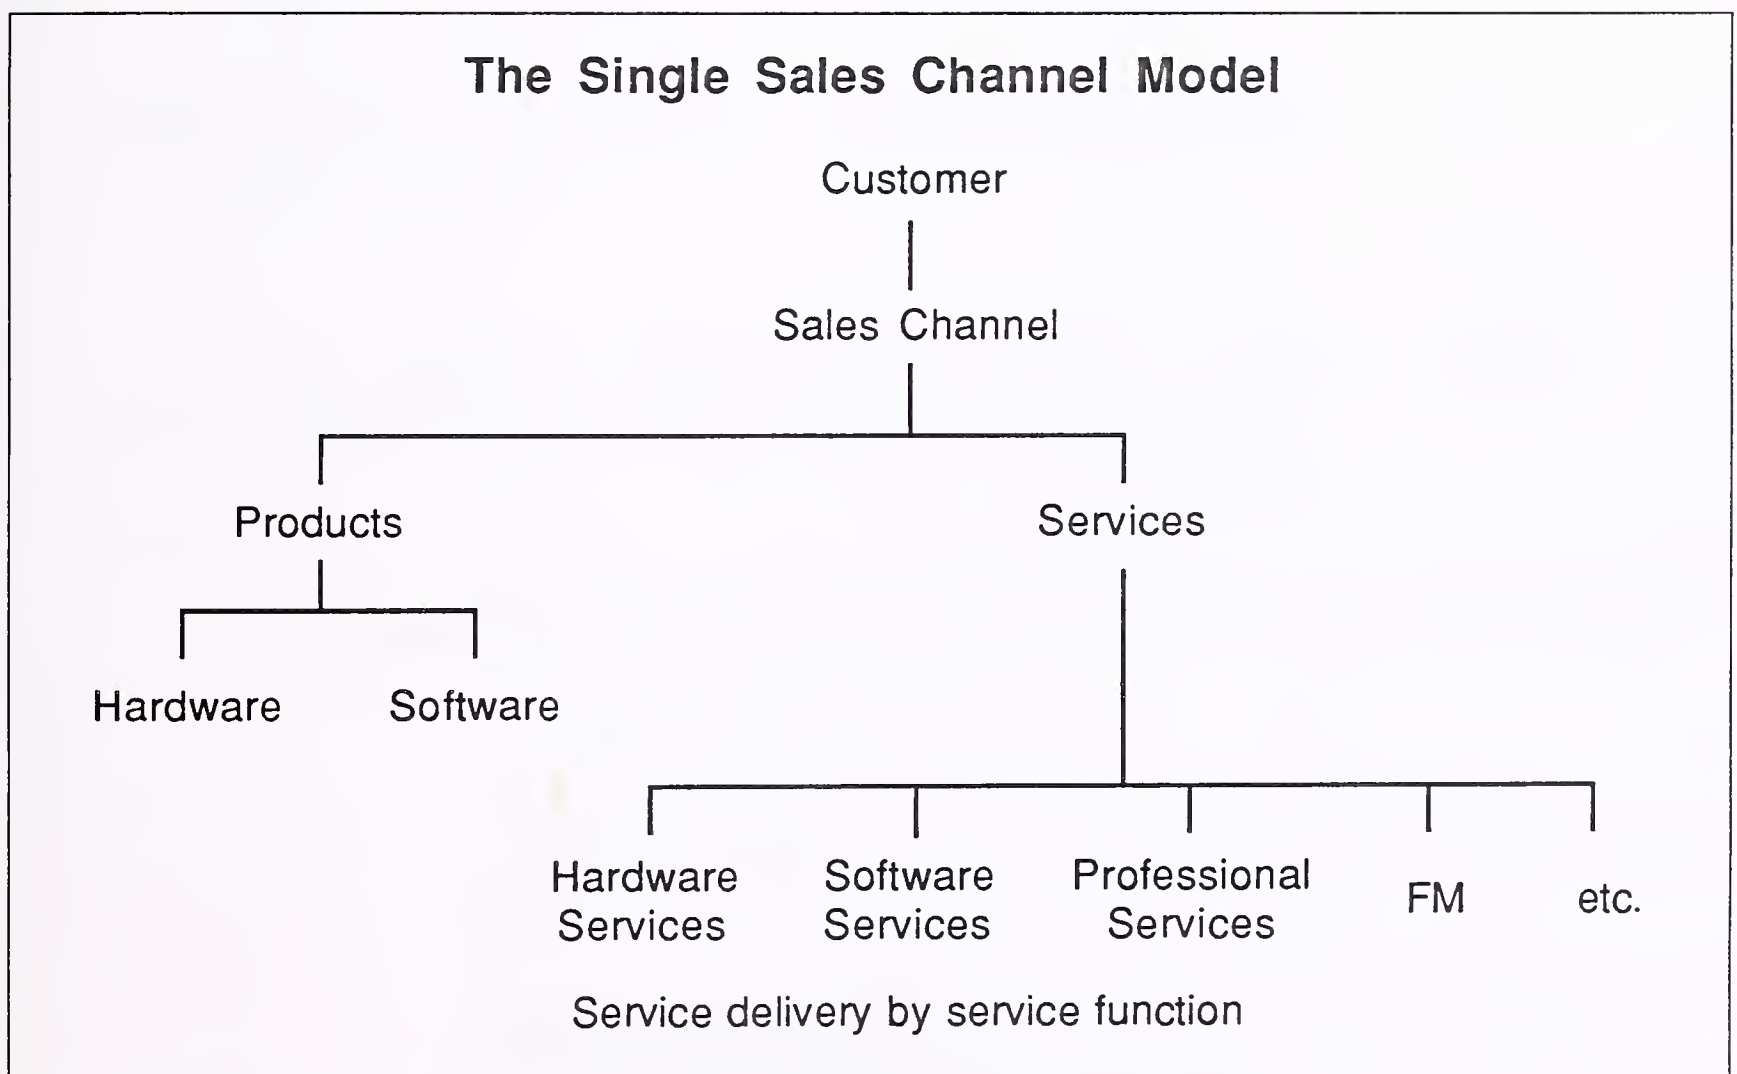 The Single Sales Channel Model
Customer
Sales Channel
Products
Services
Hardware
Software
Hardware
Services
Software
Services
Professional
Services
FM
etc.
Service delivery by service function